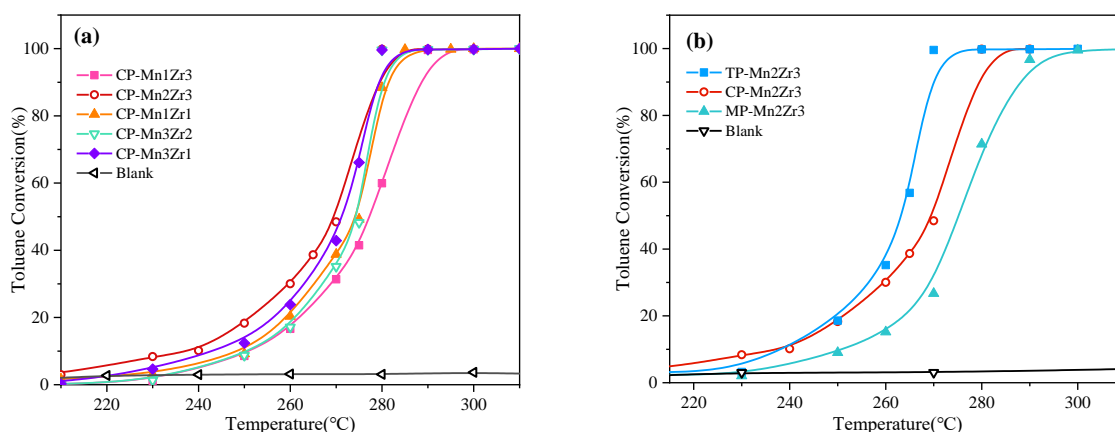 (a)
CP-Mn1Zr3
CP-Mn2Zr3
CP-Mn1Zr1
CP-Mn3Zr2
CP-Mn3Zr1
Blank
Toluene Conversion(%)
100
80
60
40
20
0
220 240 260 280 300
Temperature(℃)
(b)
TP-Mn2Zr3
CP-Mn2Zr3
MP-Mn2Zr3
Blank
Toluene Conversion(%)
100
80
60
40
20
0
220 240 260 280 300
Temperature(℃)